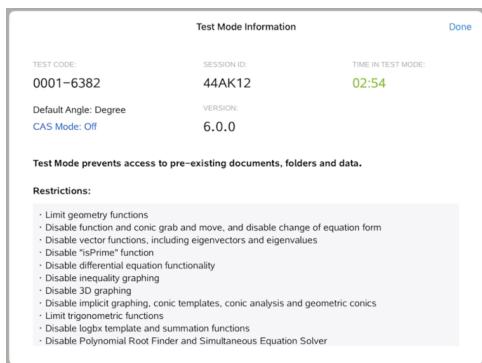 Test Mode Information Done
TEST CODE: SESSION ID: TIME IN TEST MODE:
0001-6382 44AK12 02:54
Default Angle: Degree VERSION:
CAS Mode: Off 6.0.0
Test Mode prevents access to pre-existing documents, folders and data.
Restrictions:
· Limit geometry functions
· Disable function and conic grab and move, and disable change of equation form
· Disable vector functions, including eigenvectors and eigenvalues
· Disable "isPrime" function
· Disable differential equation functionality
· Disable inequality graphing
· Disable 3D graphing
· Disable implicit graphing, conic templates, conic analysis and geometric conics
· Limit trigonometric functions
· Disable logbx template and summation functions
· Disable Polynomial Root Finder and Simultaneous Equation Solver